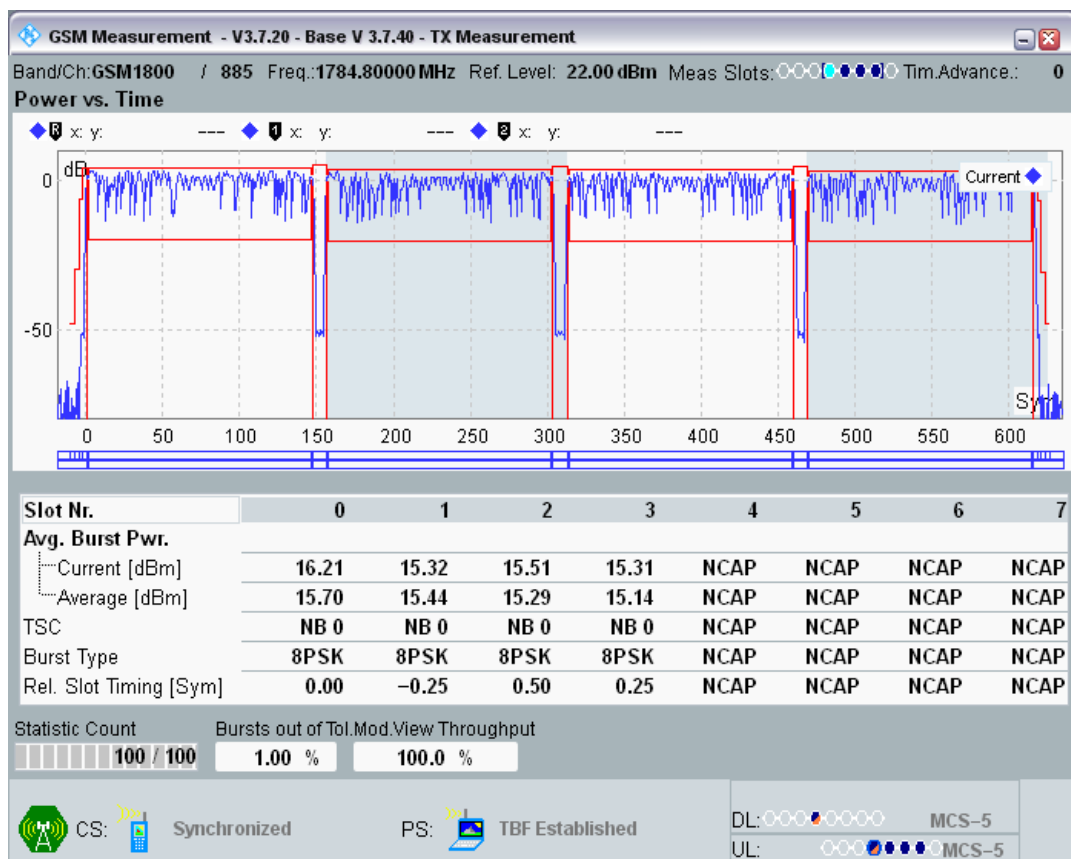 GSM Measurement - V3.7.20 - Base V 3.7.40 - TX Measurement
Band/Ch:GSM1800 / 885 Freq.:1784.80000 MHz Ref. Level: 22.00 dBm Meas Slots: Tim.Advance.: 0
Power vs. Time
R x: y: --- 1 x: y: --- 2 x: y: ---
dB
Current
0
-50
Sym
0 50 100 150 200 250 300 350 400 450 500 550 600
Slot Nr. 0 1 2 3 4 5 6 7
Avg. Burst Pwr.
Current [dBm] 16.21 15.32 15.51 15.31 NCAP NCAP NCAP NCAP
Average [dBm] 15.70 15.44 15.29 15.14 NCAP NCAP NCAP NCAP
TSC NB 0 NB 0 NB 0 NB 0 NCAP NCAP NCAP NCAP
Burst Type 8PSK 8PSK 8PSK 8PSK NCAP NCAP NCAP NCAP
Rel. Slot Timing [Sym] 0.00 −0.25 0.50 0.25 NCAP NCAP NCAP NCAP
Statistic Count Bursts out of Tol.Mod.View Throughput
100 / 100 1.00 % 100.0 %
CS: Synchronized PS: TBF Established
DL: MCS−5
UL: MCS−5